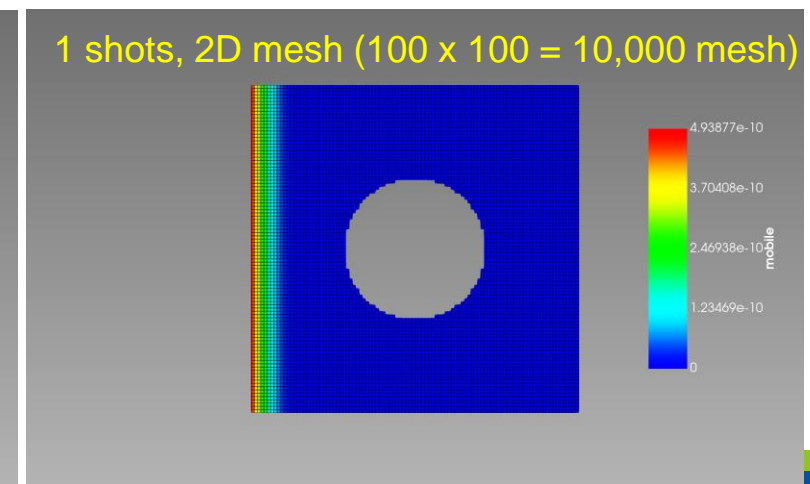 1 shots, 2D mesh (100 x 100 = 10,000 mesh)
4.93877e-10
3.70408e-10
2.46938e-10
mobile
1.23469e-10
0